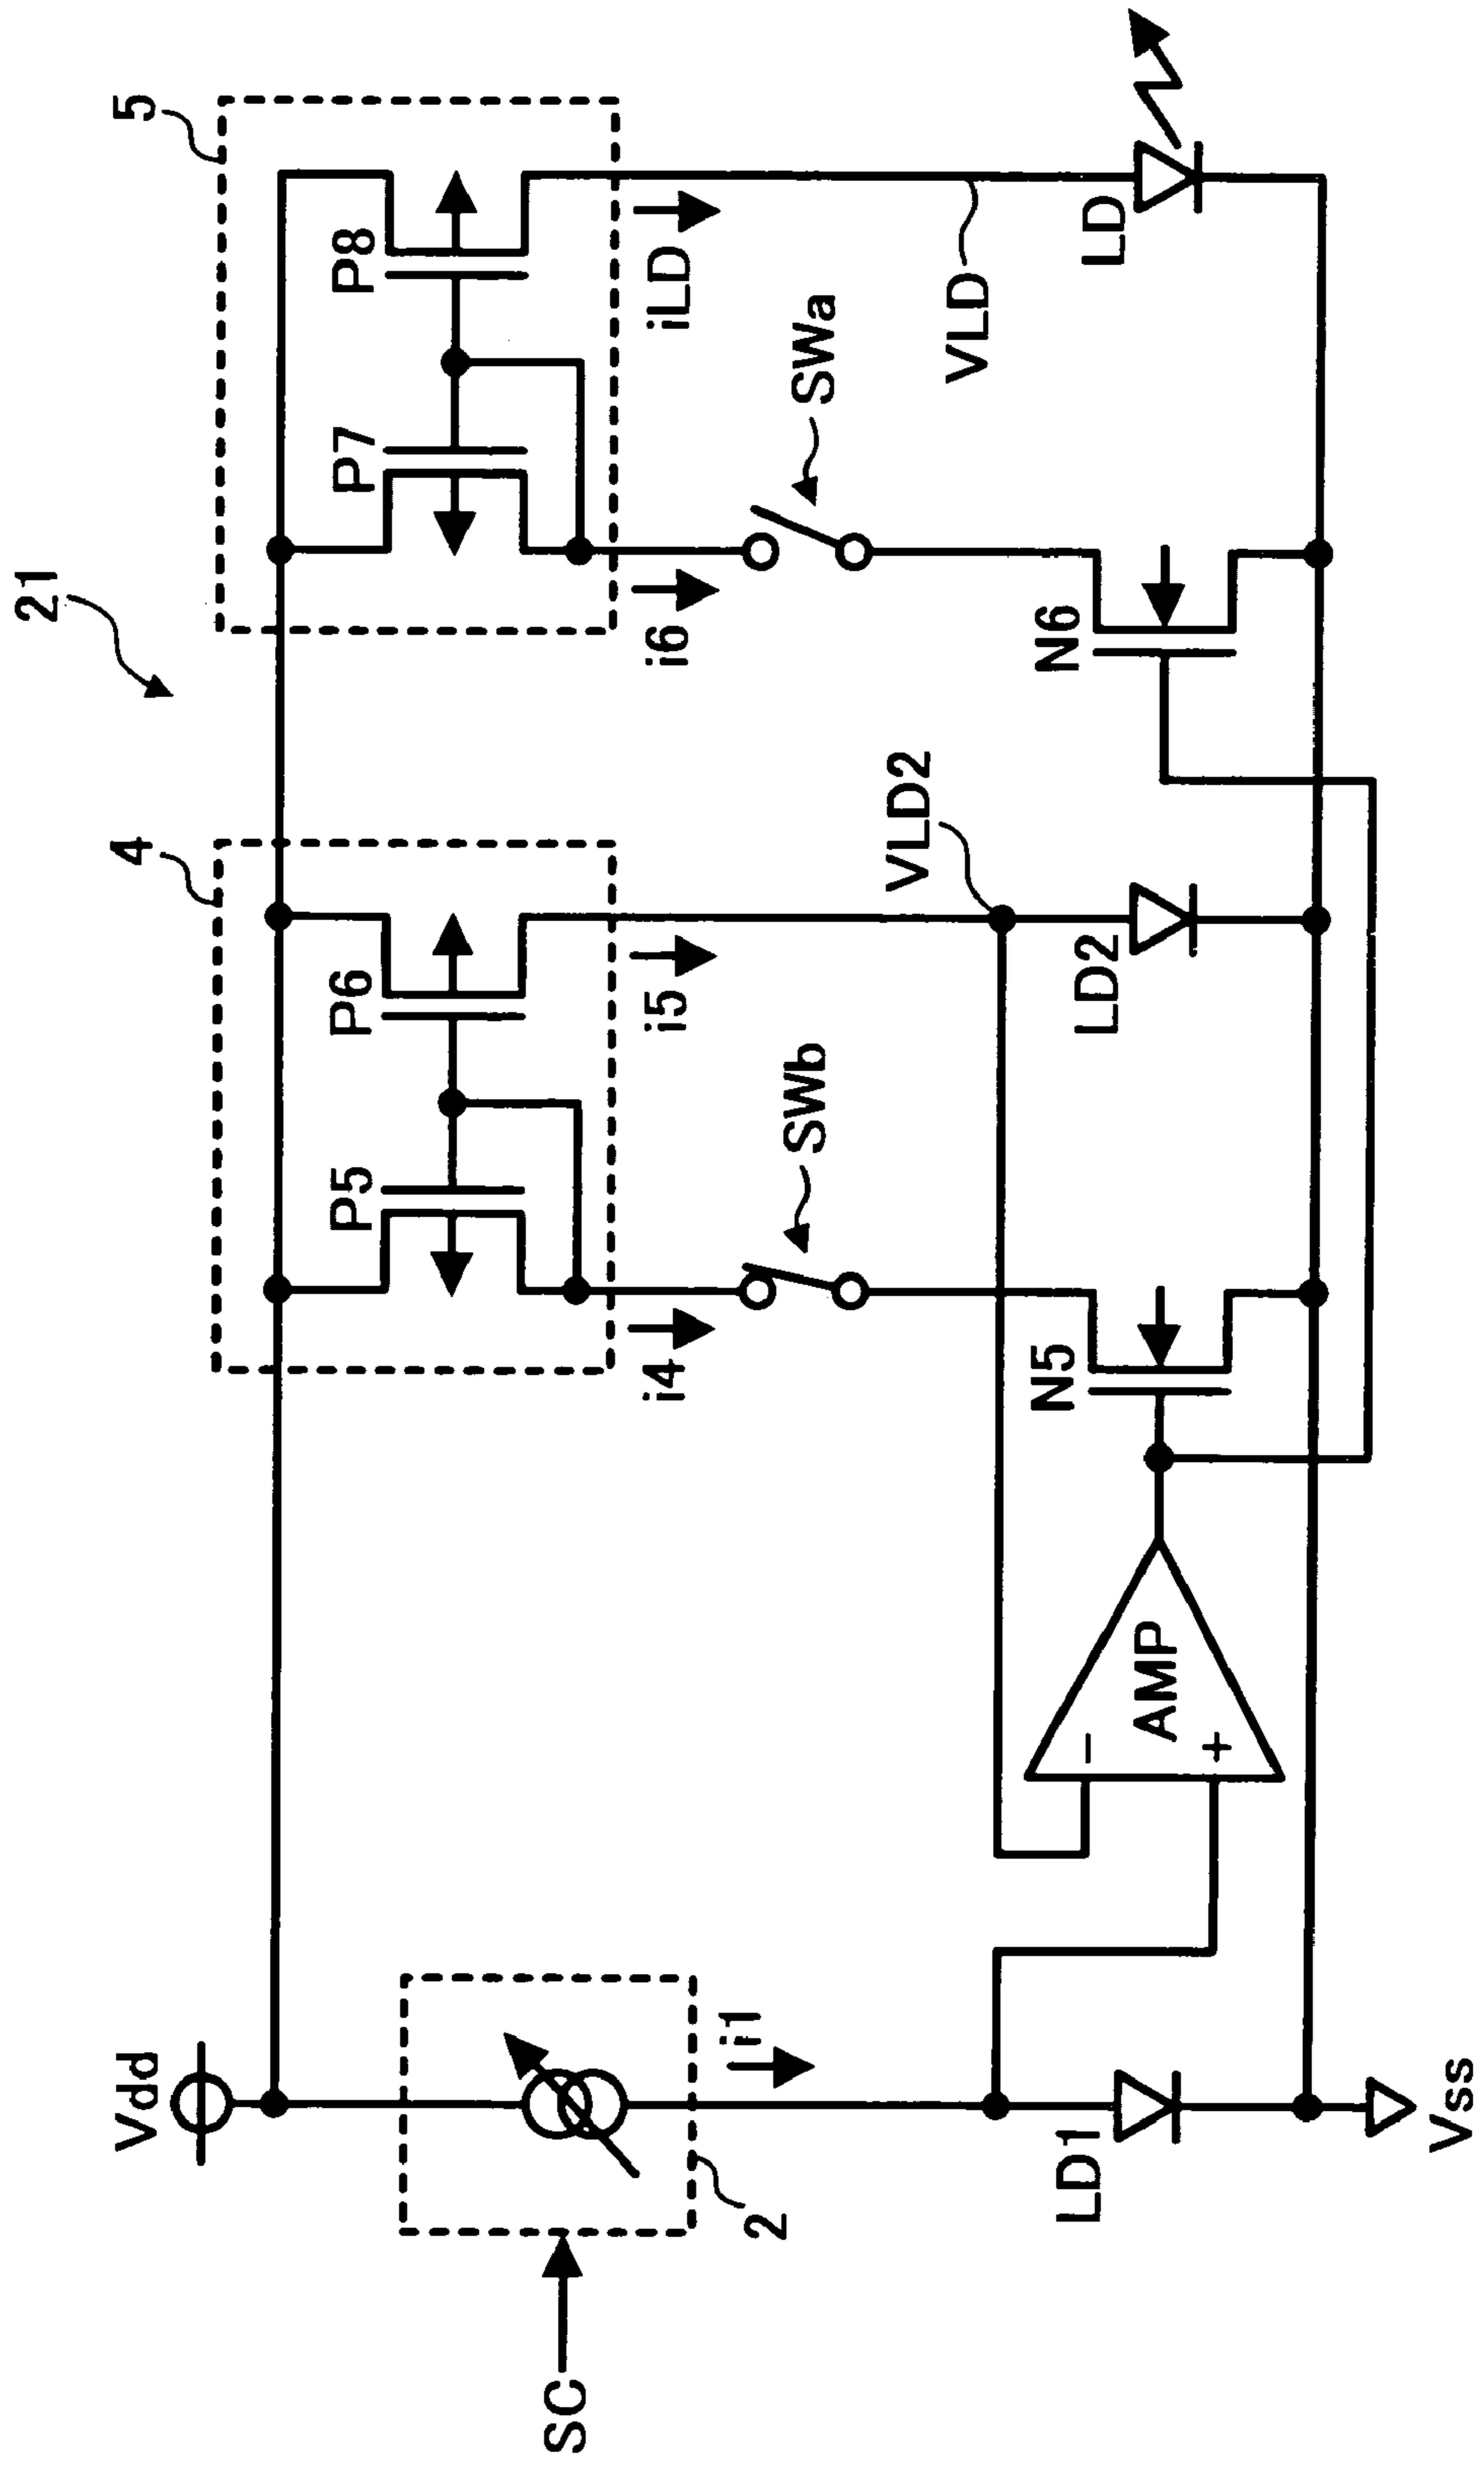 21
Vdd
4
5
P5
P6
P7
P8
SC
2
i1
i4
i5
i6
iLD
SWb
SWa
VLD2
VLD
LD1
AMP
−
+
N5
LD2
N6
LD
Vss